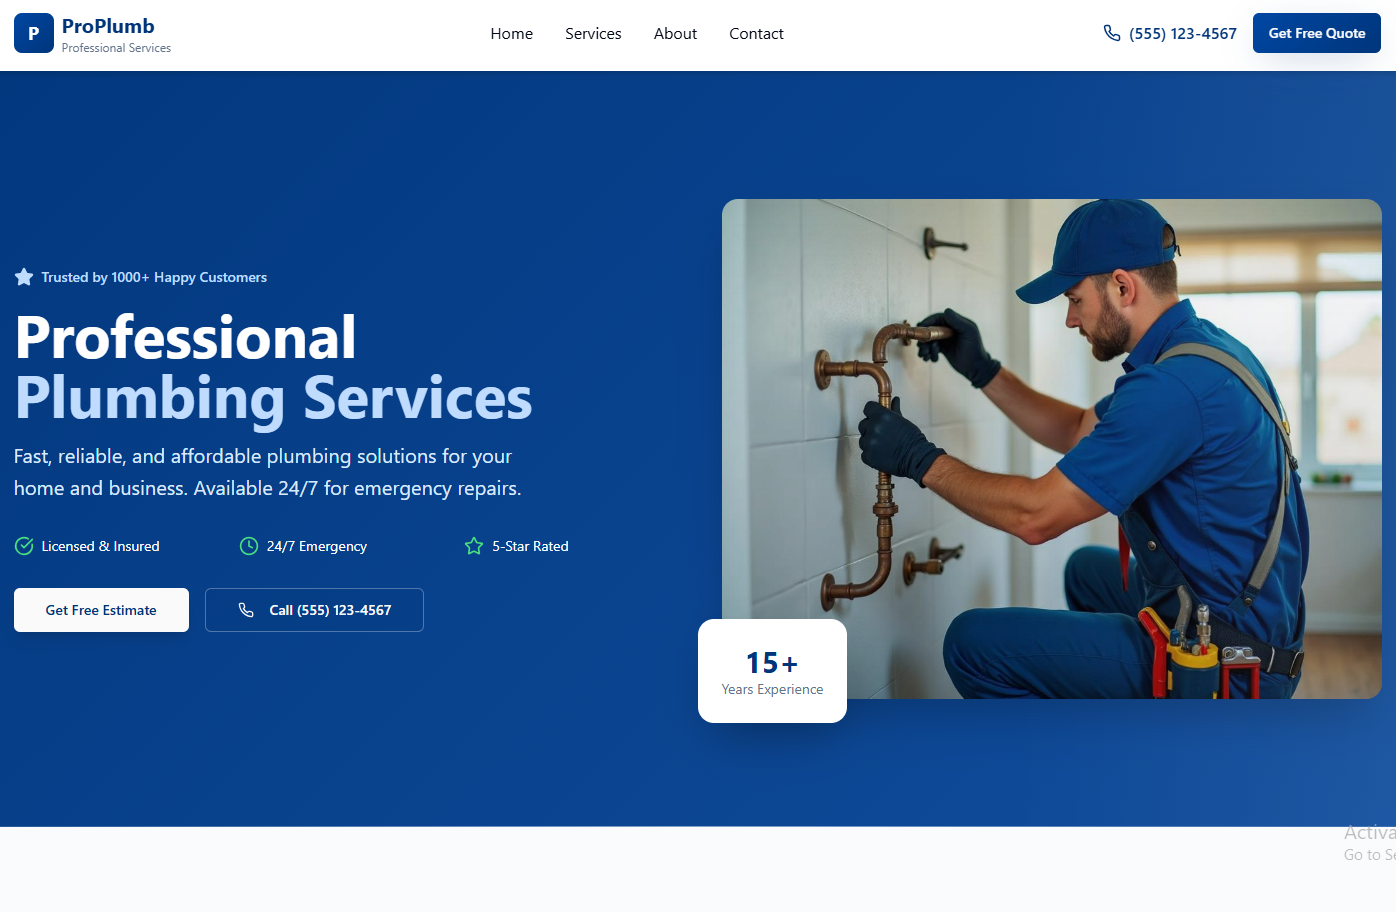 P
ProPlumb
Professional Services
Home
Services
About
Contact
(555) 123-4567
Get Free Quote
Trusted by 1000+ Happy Customers
Professional
Plumbing Services
Fast, reliable, and affordable plumbing solutions for your
home and business. Available 24/7 for emergency repairs.
Licensed & Insured
24/7 Emergency
5-Star Rated
Get Free Estimate
Call (555) 123-4567
15+
Years Experience
Activa
Go to Se